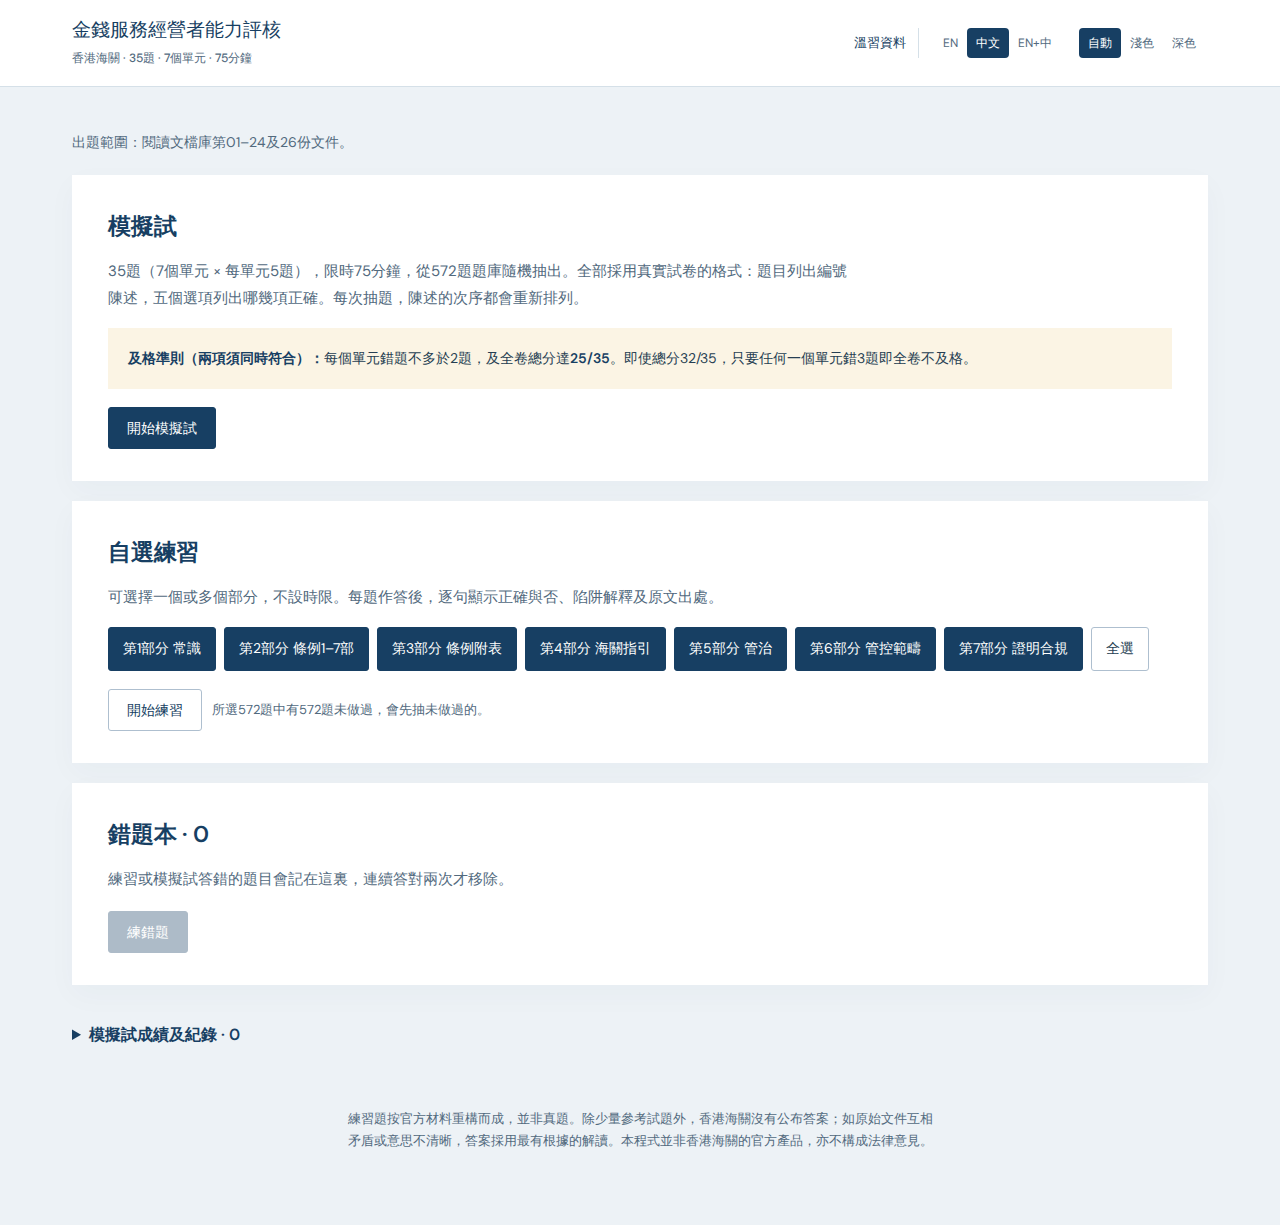 金錢服務經營者能力評核
香港海關 · 35題 · 7個單元 · 75分鐘
溫習資料
EN 中文 EN+中
自動 淺色 深色
出題範圍：閱讀文檔庫第01–24及26份文件。
模擬試
35題（7個單元 × 每單元5題），限時75分鐘，從572題題庫隨機抽出。全部採用真實試卷的格式：題目列出編號
陳述，五個選項列出哪幾項正確。每次抽題，陳述的次序都會重新排列。
及格準則（兩項須同時符合）：每個單元錯題不多於2題，及全卷總分達25/35。即使總分32/35，只要任何一個單元錯3題即全卷不及格。
開始模擬試
自選練習
可選擇一個或多個部分，不設時限。每題作答後，逐句顯示正確與否、陷阱解釋及原文出處。
第1部分 常識 第2部分 條例1–7部 第3部分 條例附表 第4部分 海關指引 第5部分 管治 第6部分 管控範疇 第7部分 證明合規 全選
開始練習 所選572題中有572題未做過，會先抽未做過的。
錯題本 · 0
練習或模擬試答錯的題目會記在這裏，連續答對兩次才移除。
練錯題
▶ 模擬試成績及紀錄 · 0
練習題按官方材料重構而成，並非真題。除少量參考試題外，香港海關沒有公布答案；如原始文件互相
矛盾或意思不清晰，答案採用最有根據的解讀。本程式並非香港海關的官方產品，亦不構成法律意見。